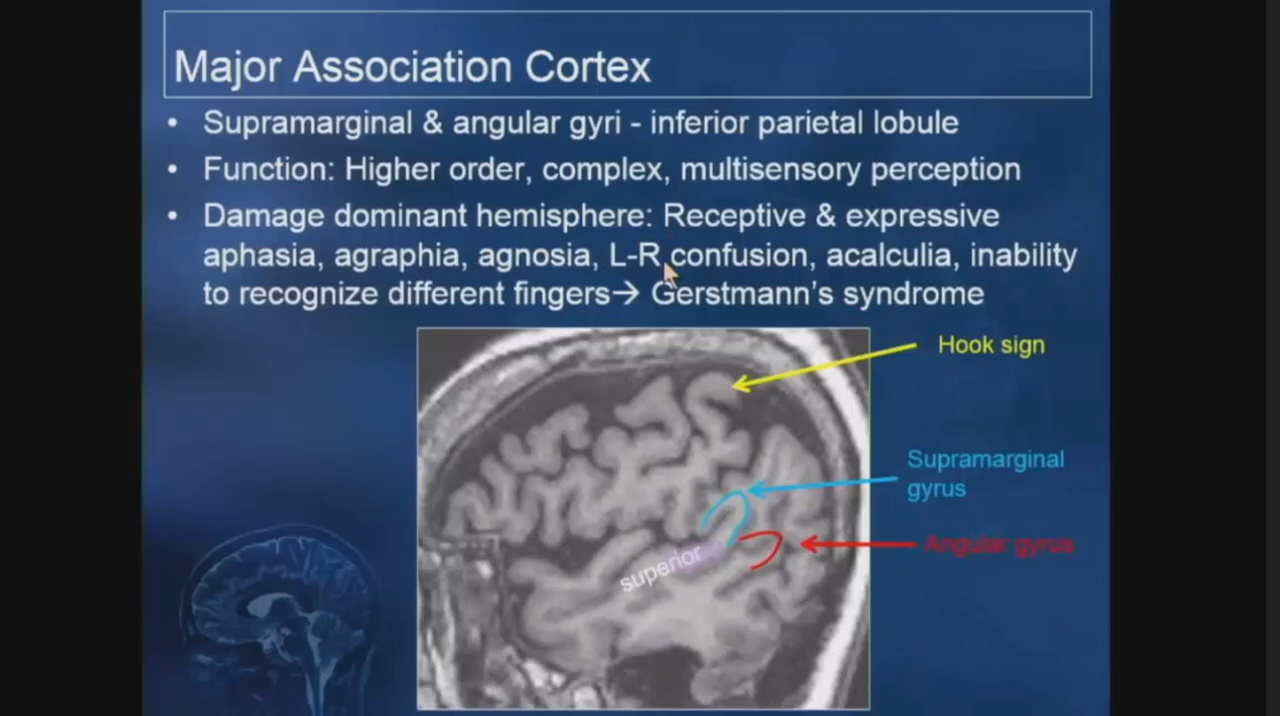 Major Association Cortex
• Supramarginal & angular gyri - inferior parietal lobule
• Function: Higher order, complex, multisensory perception
• Damage dominant hemisphere: Receptive & expressive
aphasia, agraphia, agnosia, L-R confusion, acalculia, inability
to recognize different fingers→ Gerstmann's syndrome
Hook sign
Supramarginal
gyrus
Angular gyrus
superior